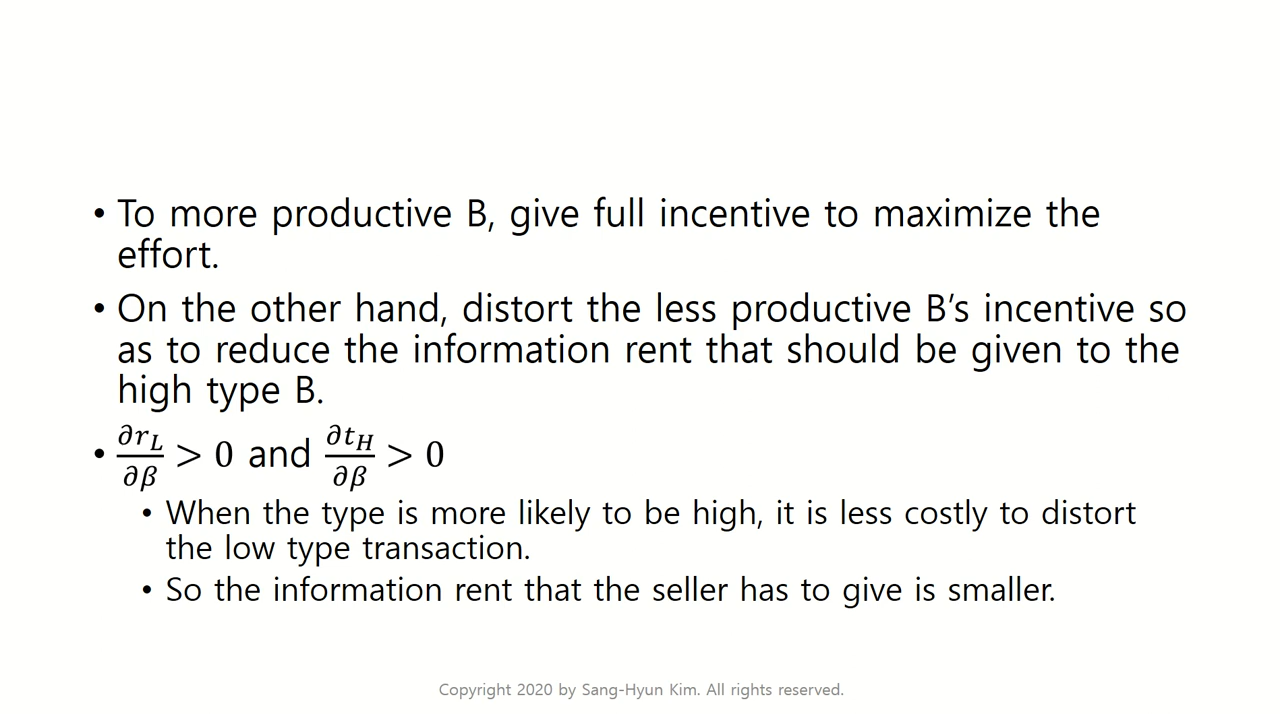 • To more productive B, give full incentive to maximize the
effort.
• On the other hand, distort the less productive B’s incentive so
as to reduce the information rent that should be given to the
high type B.
• ∂r_L/∂β > 0 and ∂t_H/∂β > 0
• When the type is more likely to be high, it is less costly to distort
the low type transaction.
• So the information rent that the seller has to give is smaller.
Copyright 2020 by Sang-Hyun Kim. All rights reserved.